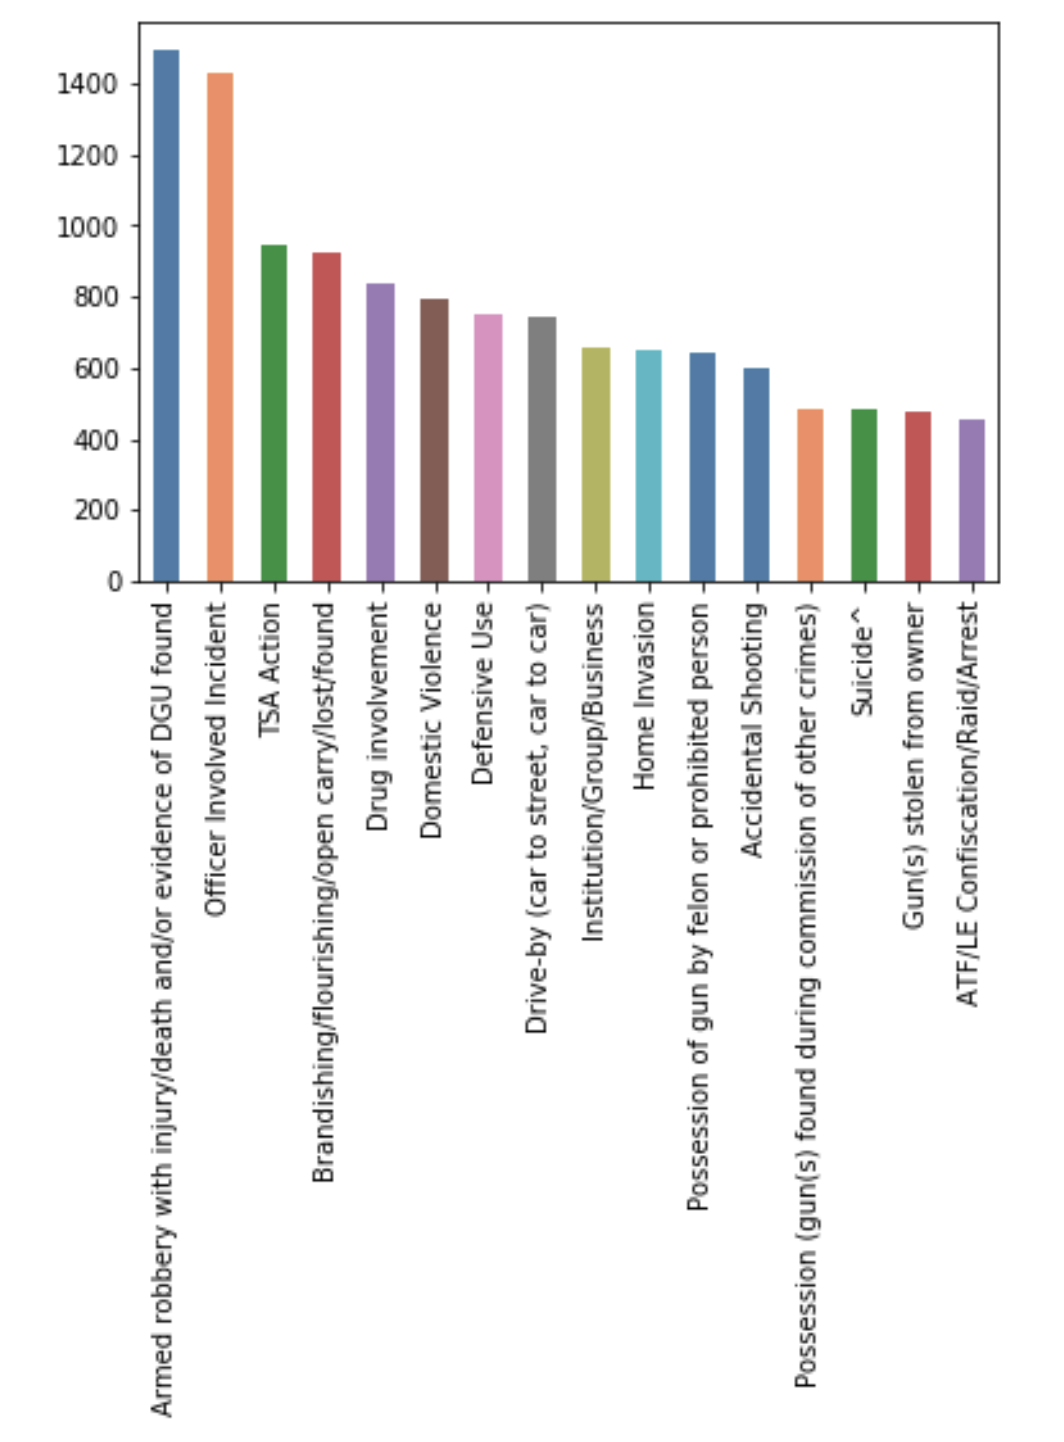 1400
1200
1000
800
600
400
200
0
Armed robbery with injury/death and/or evidence of DGU found
Officer Involved Incident
TSA Action
Brandishing/flourishing/open carry/lost/found
Drug involvement
Domestic Violence
Defensive Use
Drive-by (car to street, car to car)
Institution/Group/Business
Home Invasion
Possession of gun by felon or prohibited person
Accidental Shooting
Possession (gun(s) found during commission of other crimes)
Suicide^
Gun(s) stolen from owner
ATF/LE Confiscation/Raid/Arrest